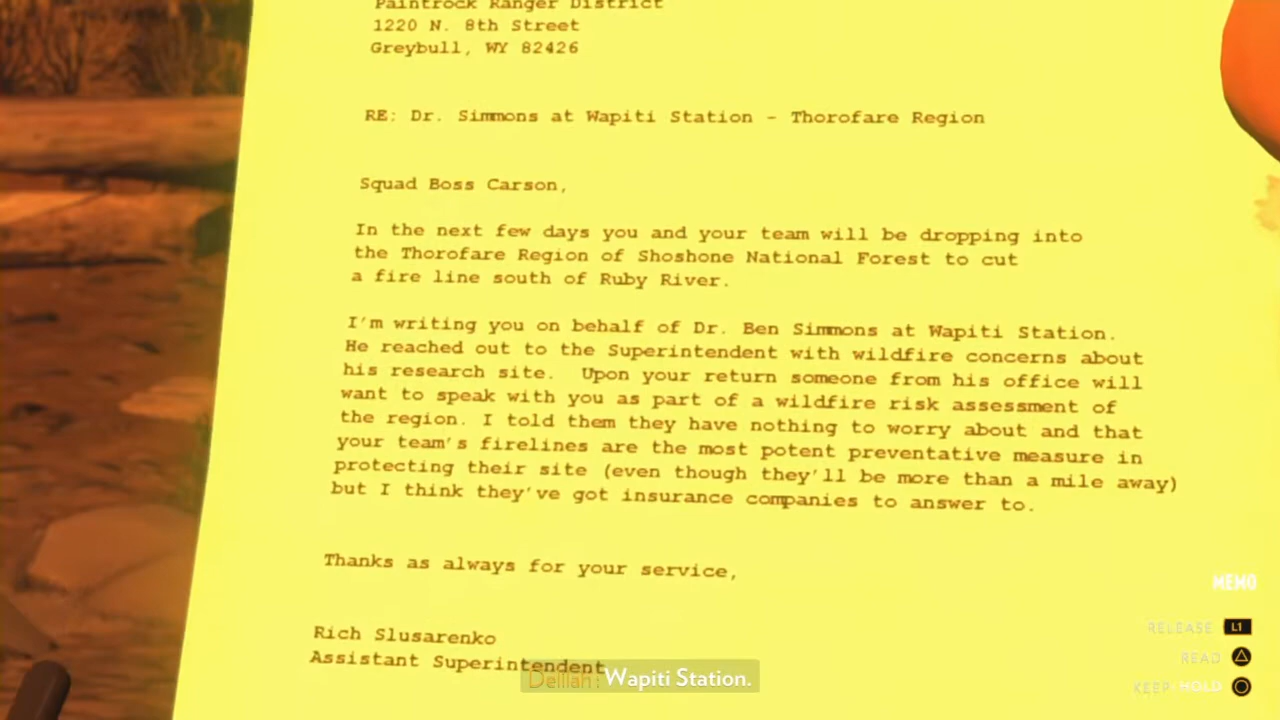 Paintrock Ranger District
1220 N. 8th Street
Greybull, WY 82426
RE: Dr. Simmons at Wapiti Station - Thorofare Region
Squad Boss Carson,
In the next few days you and your team will be dropping into
the Thorofare Region of Shoshone National Forest to cut
a fire line south of Ruby River.
I'm writing you on behalf of Dr. Ben Simmons at Wapiti Station.
He reached out to the Superintendent with wildfire concerns about
his research site.  Upon your return someone from his office will
want to speak with you as part of a wildfire risk assessment of
the region. I told them they have nothing to worry about and that
your team's firelines are the most potent preventative measure in
protecting their site (even though they'll be more than a mile away)
but I think they've got insurance companies to answer to.
Thanks as always for your service,
Rich Slusarenko
Assistant Superintendent
Delilah: Wapiti Station.
MEMO
RELEASE L1
READ
KEEP: HOLD